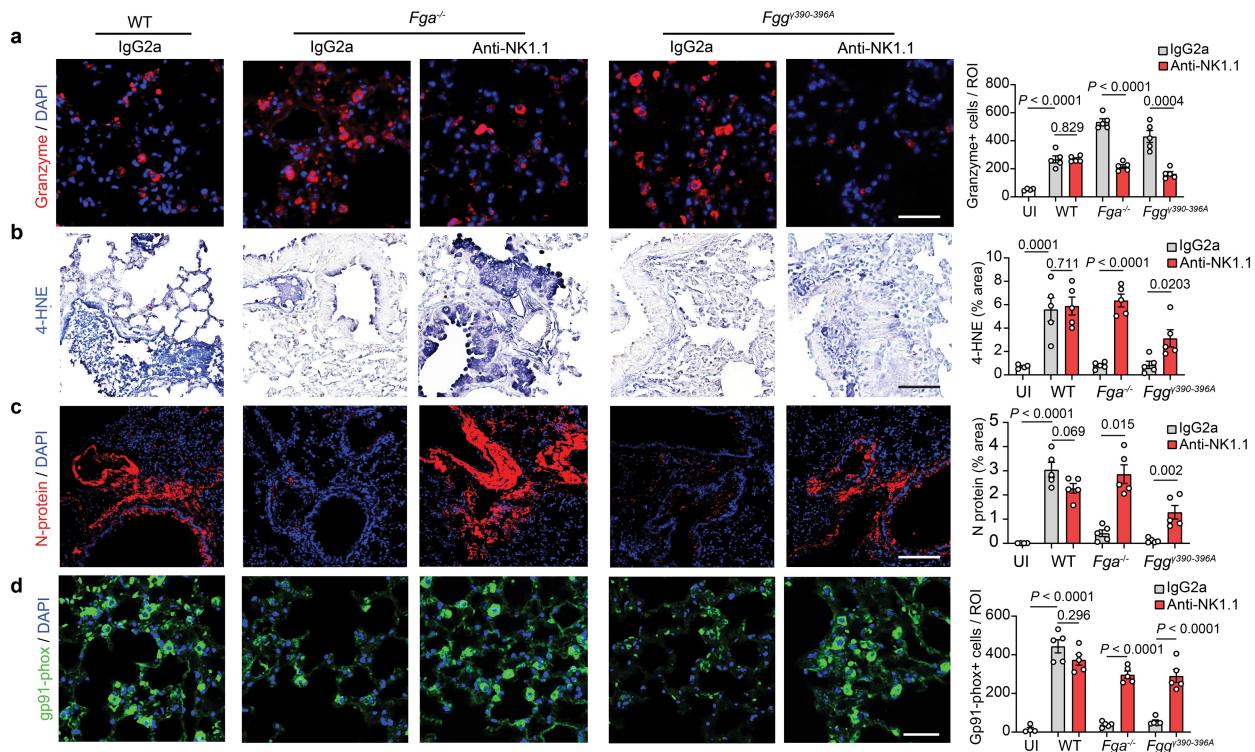 WT
Fga-/-
Fggγ390-396A
IgG2a
IgG2a
Anti-NK1.1
IgG2a
Anti-NK1.1
a
Granzyme / DAPI
IgG2a
Anti-NK1.1
Granzyme+ cells / ROI
800
600
400
200
0
P < 0.0001
0.829
P < 0.0001
0.0004
UI
WT
Fga-/-
Fggγ390-396A
b
4-HNE
IgG2a
Anti-NK1.1
4-HNE (% area)
10
8
6
4
2
0
0.0001
0.711
P < 0.0001
0.0203
UI
WT
Fga-/-
Fggγ390-396A
c
N-protein / DAPI
IgG2a
Anti-NK1.1
N protein (% area)
5
4
3
2
1
0
P < 0.0001
0.069
0.015
0.002
UI
WT
Fga-/-
Fggγ390-396A
d
gp91-phox / DAPI
IgG2a
Anti-NK1.1
Gp91-phox+ cells / ROI
600
400
200
0
P < 0.0001
0.296
P < 0.0001
P < 0.0001
UI
WT
Fga-/-
Fggγ390-396A